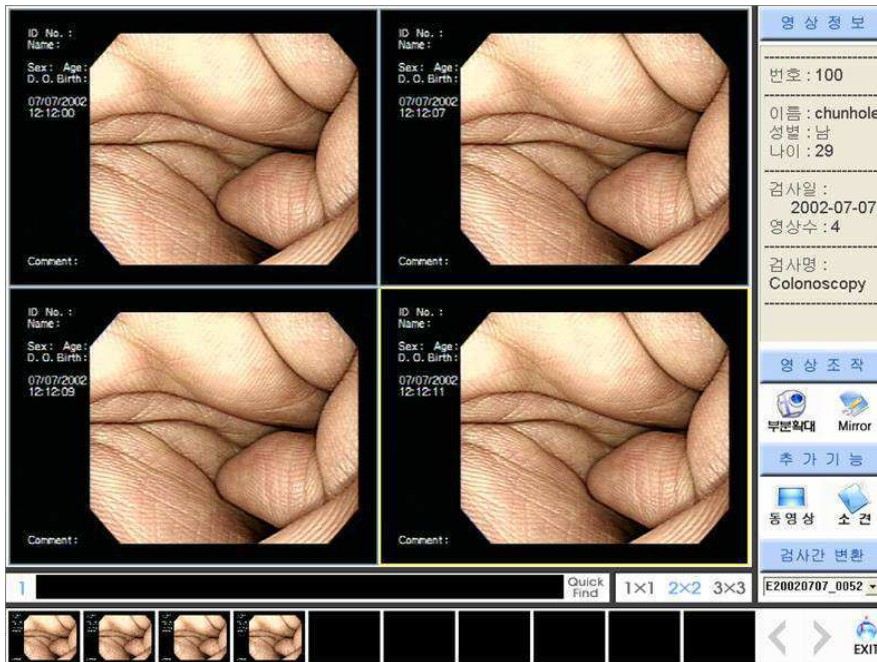 ID No. :
Name :
Sex : Age :
D. O. Birth :
07/07/2002
12:12:00
Comment :
ID No. :
Name :
Sex : Age :
D. O. Birth :
07/07/2002
12:12:07
Comment :
ID No. :
Name :
Sex : Age :
D. O. Birth :
07/07/2002
12:12:09
Comment :
ID No. :
Name :
Sex : Age :
D. O. Birth :
07/07/2002
12:12:11
Comment :
영 상 정 보
번호 : 100
이름 : chunhole
성별 : 남
나이 : 29
검사일 :
2002-07-07
영상수 : 4
검사명 :
Colonoscopy
영 상 조 작
부분확대 Mirror
추 가 기 능
동영상 소 견
검사간 변환
E20020707_0052
1 Quick Find 1×1 2×2 3×3
EXIT